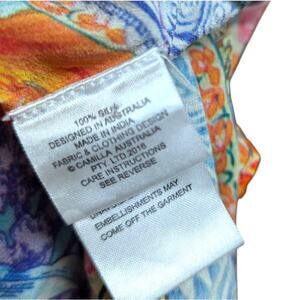 100% Silk
DESIGNED IN AUSTRALIA
MADE IN INDIA
FABRIC & CLOTHING DESIGN
© CAMILLA AUSTRALIA
PTY. LTD 2016
CARE INSTRUCTIONS
SEE REVERSE
EMBELLISHMENTS MAY
COME OFF THE GARMENT